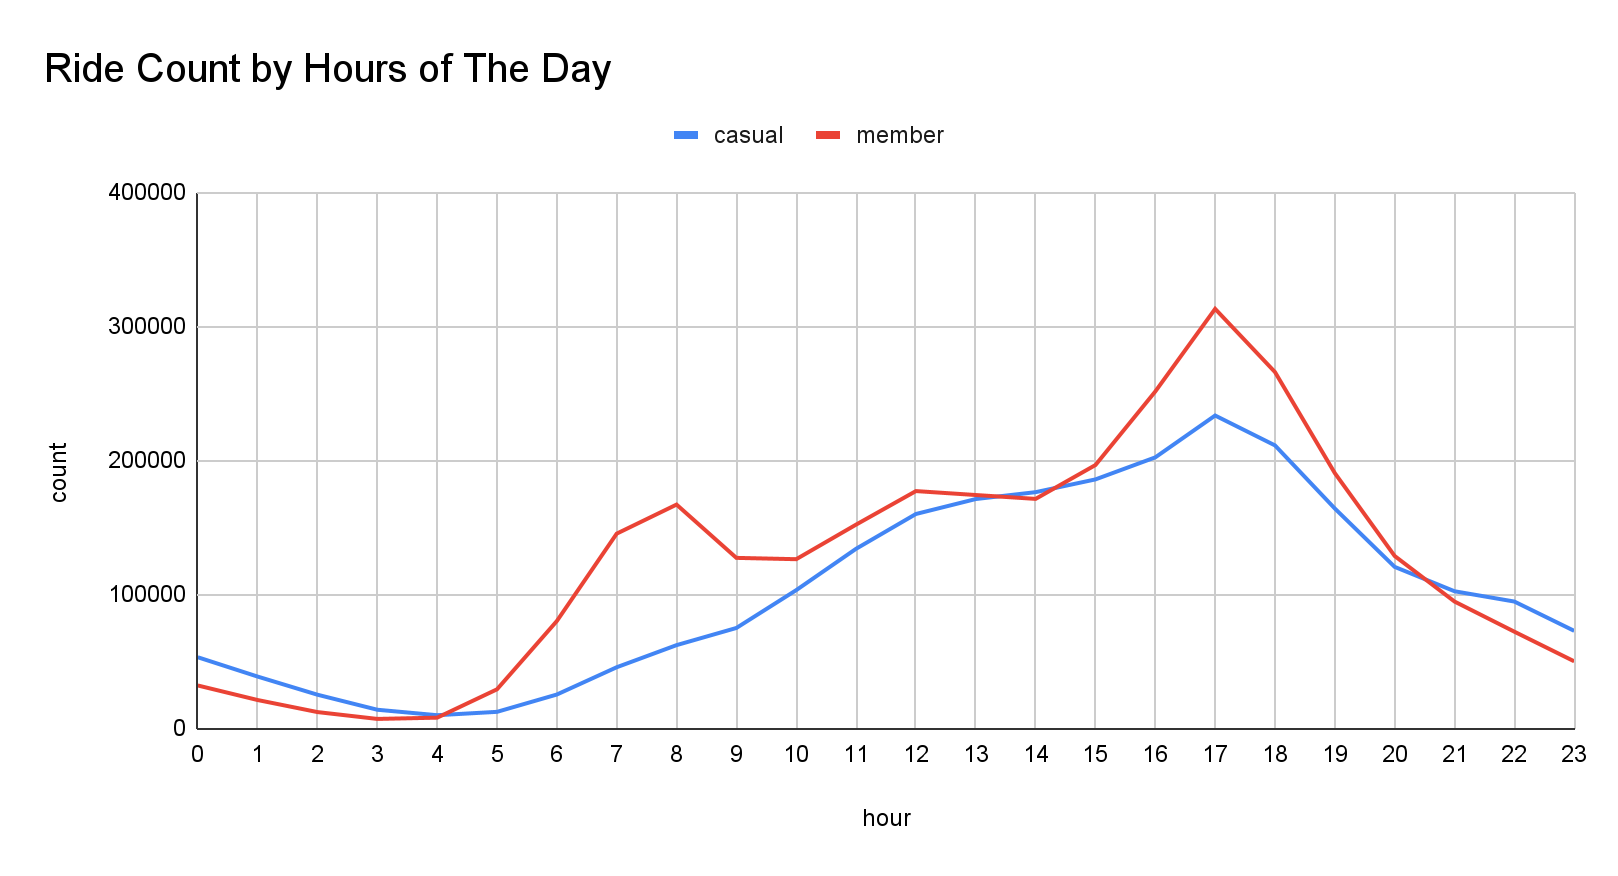 Ride Count by Hours of The Day
casual member
400000
300000
200000
100000
0
count
0 1 2 3 4 5 6 7 8 9 10 11 12 13 14 15 16 17 18 19 20 21 22 23
hour